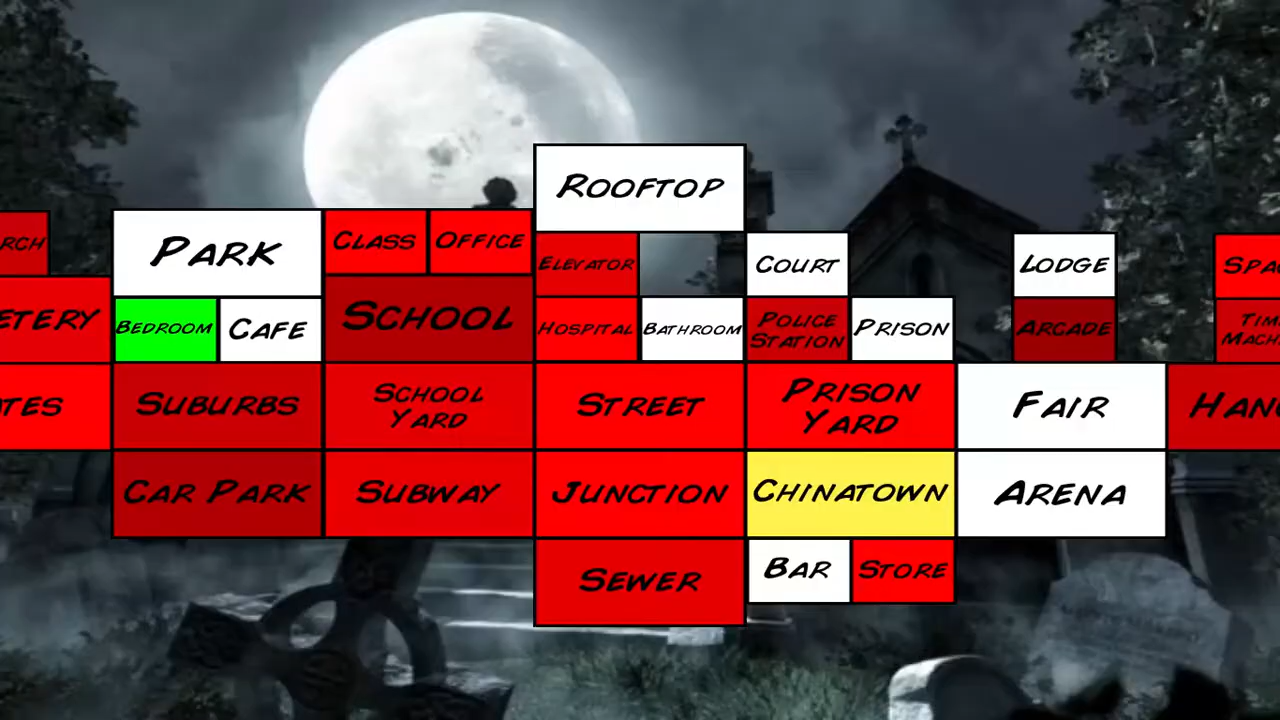 ROOFTOP
PARK
CLASS
OFFICE
ELEVATOR
COURT
LODGE
SCHOOL
BEDROOM
CAFE
HOSPITAL
BATHROOM
POLICE
STATION
PRISON
ARCADE
SUBURBS
SCHOOL
YARD
STREET
PRISON
YARD
FAIR
CAR PARK
SUBWAY
JUNCTION
CHINATOWN
ARENA
SEWER
BAR
STORE